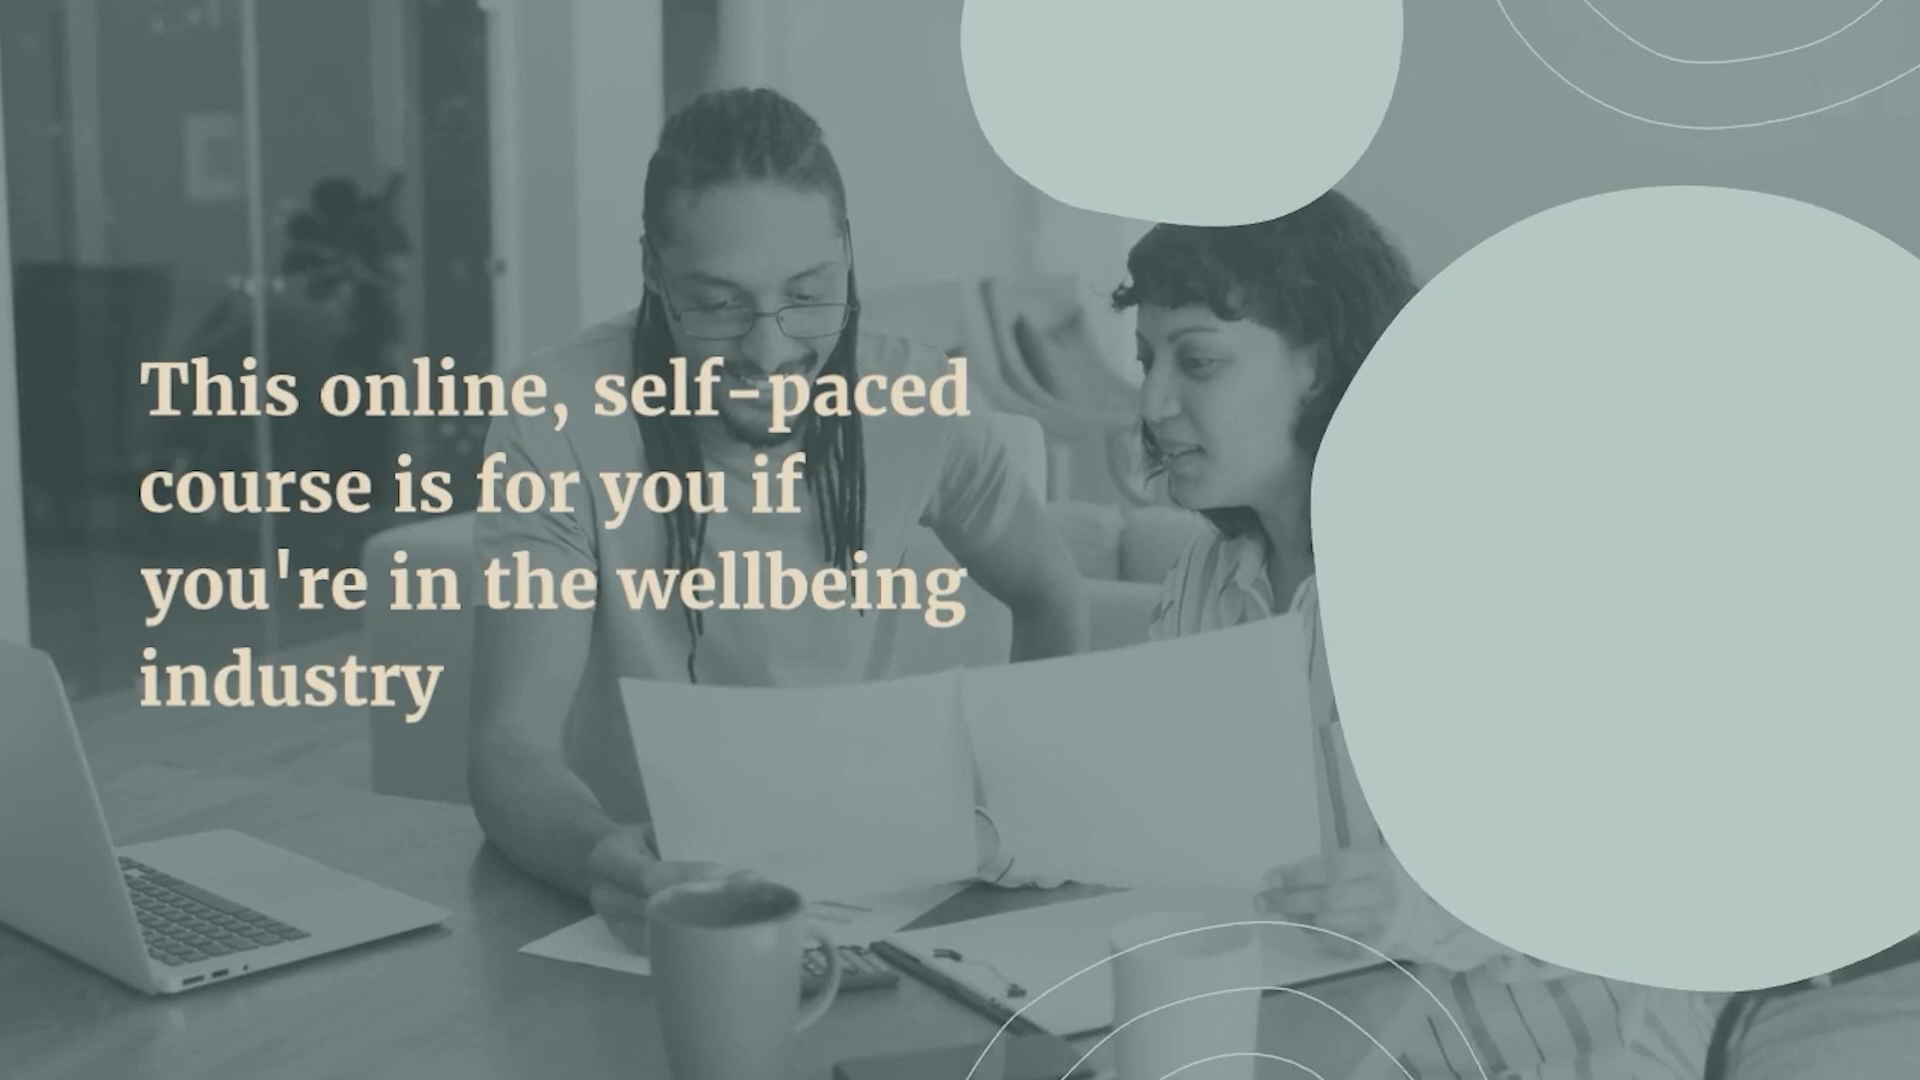 This online, self-paced
course is for you if
you're in the wellbeing
industry